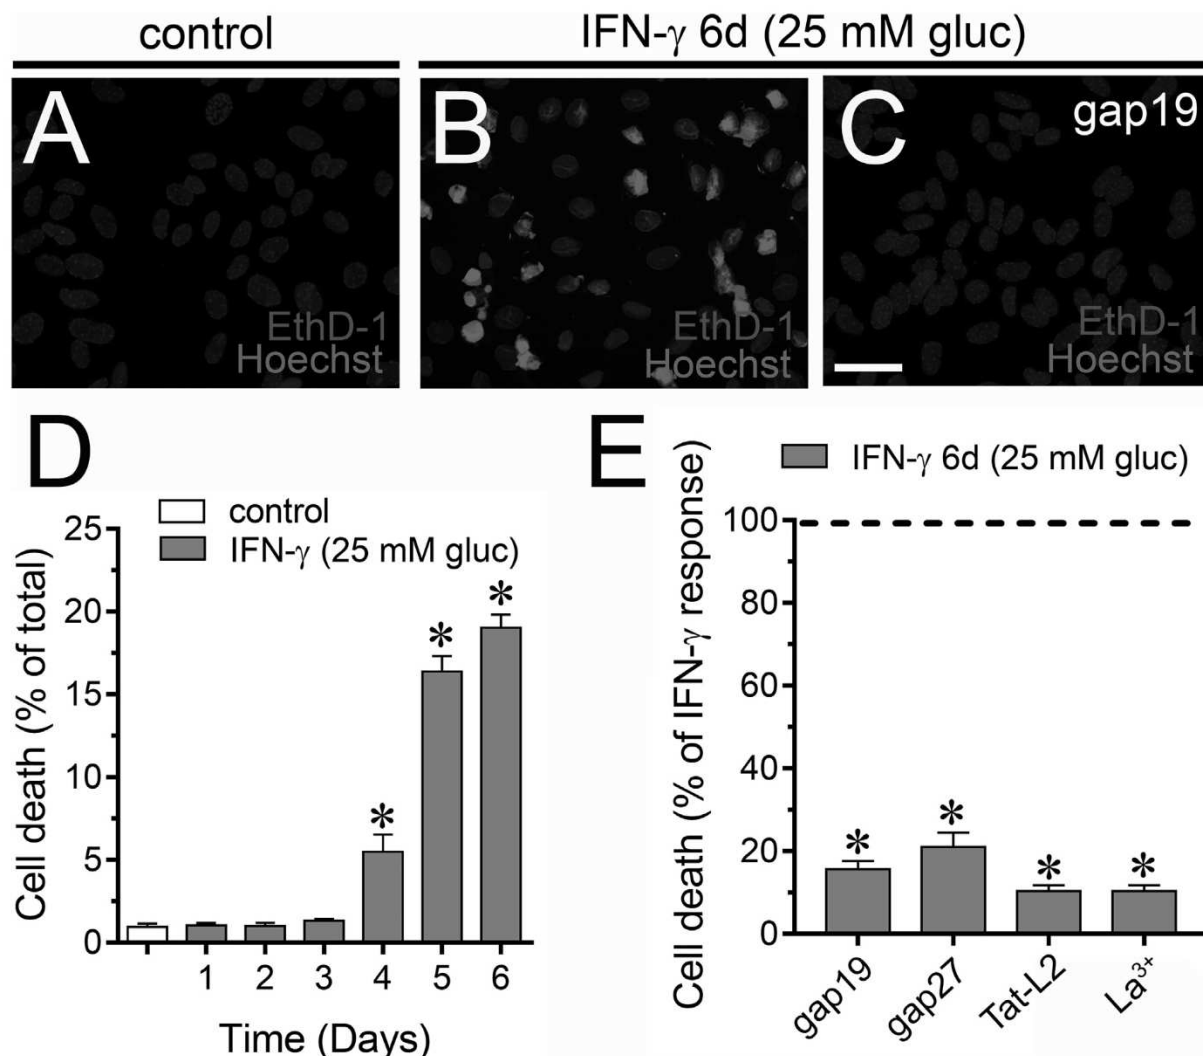 control
IFN-γ 6d (25 mM gluc)
A
EthD-1
Hoechst
B
EthD-1
Hoechst
C
gap19
EthD-1
Hoechst
D
control
IFN-γ (25 mM gluc)
Cell death (% of total)
25
20
15
10
5
0
* * *
1 2 3 4 5 6
Time (Days)
E
IFN-γ 6d (25 mM gluc)
Cell death (% of IFN-γ response)
100
80
60
40
20
0
* * * *
gap19
gap27
Tat-L2
La³⁺